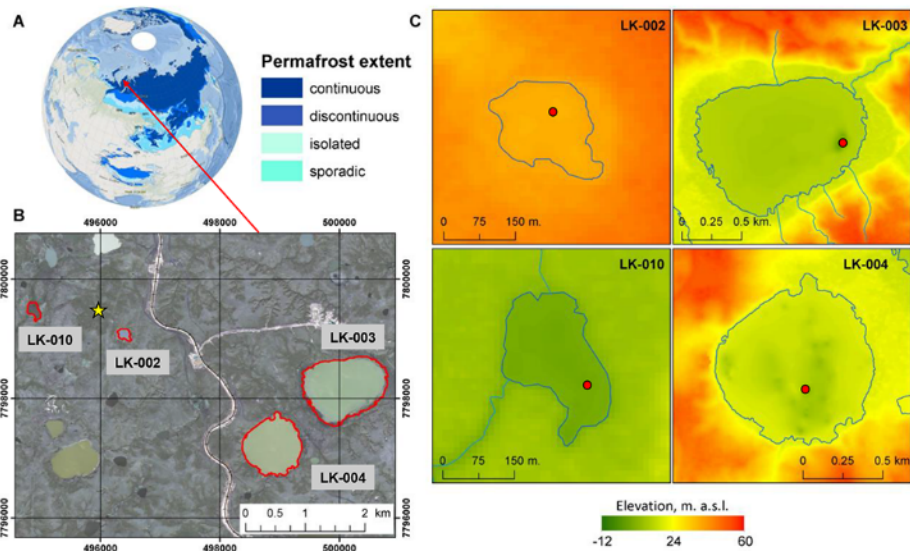 A
Permafrost extent
continuous
discontinuous
isolated
sporadic
B
496000 498000 500000
7800000 7800000
LK-010
LK-002
LK-003
7798000 7798000
LK-004
0 0.5 1 2 km
7796000 7796000
496000 498000 500000
C
LK-002
0 75 150 m.
LK-003
0 0.25 0.5 km.
LK-010
0 75 150 m.
LK-004
0 0.25 0.5 km.
Elevation, m. a.s.l.
-12 24 60